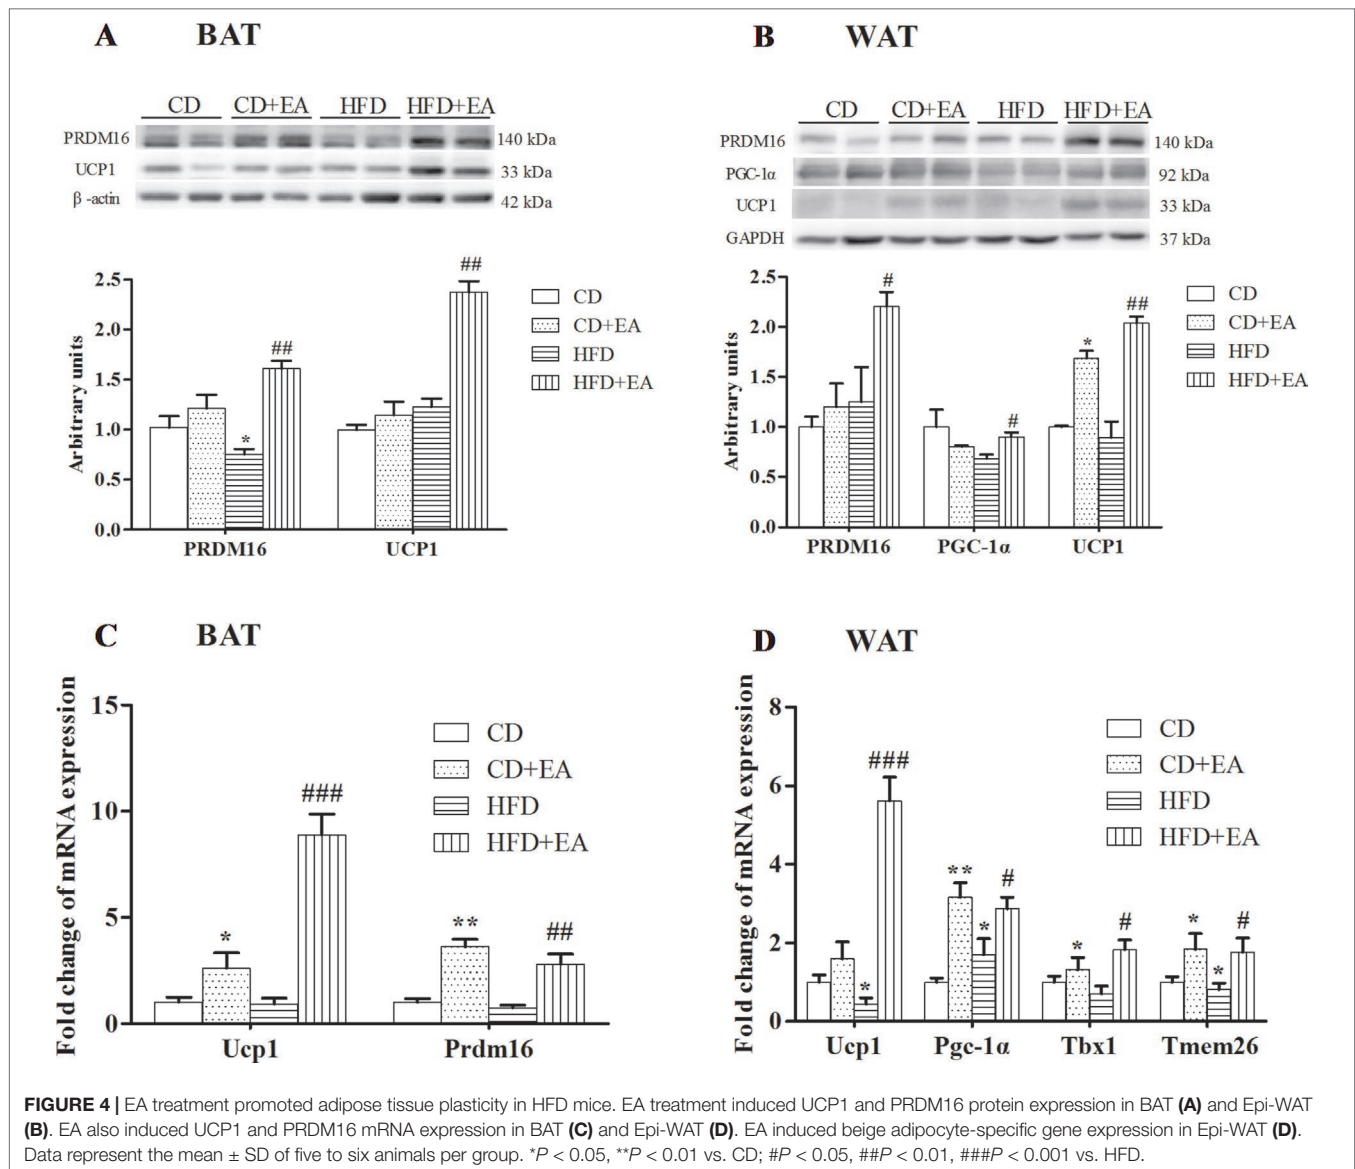 A BAT
CD CD+EA HFD HFD+EA
PRDM16 140 kDa
UCP1 33 kDa
β-actin 42 kDa
Arbitrary units
2.5
2.0
1.5
1.0
0.5
0.0
## * ##
PRDM16 UCP1
CD
CD+EA
HFD
HFD+EA
B WAT
CD CD+EA HFD HFD+EA
PRDM16 140 kDa
PGC-1α 92 kDa
UCP1 33 kDa
GAPDH 37 kDa
Arbitrary units
2.5
2.0
1.5
1.0
0.5
0.0
# # * ##
PRDM16 PGC-1α UCP1
CD
CD+EA
HFD
HFD+EA
C BAT
Fold change of mRNA expression
15
10
5
0
* ### ** ##
Ucp1 Prdm16
CD
CD+EA
HFD
HFD+EA
D WAT
Fold change of mRNA expression
8
6
4
2
0
* ### ** * # * # * * #
Ucp1 Pgc-1α Tbx1 Tmem26
CD
CD+EA
HFD
HFD+EA
FIGURE 4 | EA treatment promoted adipose tissue plasticity in HFD mice. EA treatment induced UCP1 and PRDM16 protein expression in BAT (A) and Epi-WAT
(B). EA also induced UCP1 and PRDM16 mRNA expression in BAT (C) and Epi-WAT (D). EA induced beige adipocyte-specific gene expression in Epi-WAT (D).
Data represent the mean ± SD of five to six animals per group. *P < 0.05, **P < 0.01 vs. CD; #P < 0.05, ##P < 0.01, ###P < 0.001 vs. HFD.